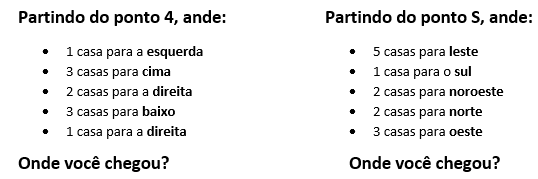 Partindo do ponto 4, ande:
• 1 casa para a esquerda
• 3 casas para cima
• 2 casas para a direita
• 3 casas para baixo
• 1 casa para a direita
Onde você chegou?
Partindo do ponto S, ande:
• 5 casas para leste
• 1 casa para o sul
• 2 casas para noroeste
• 2 casas para norte
• 3 casas para oeste
Onde você chegou?